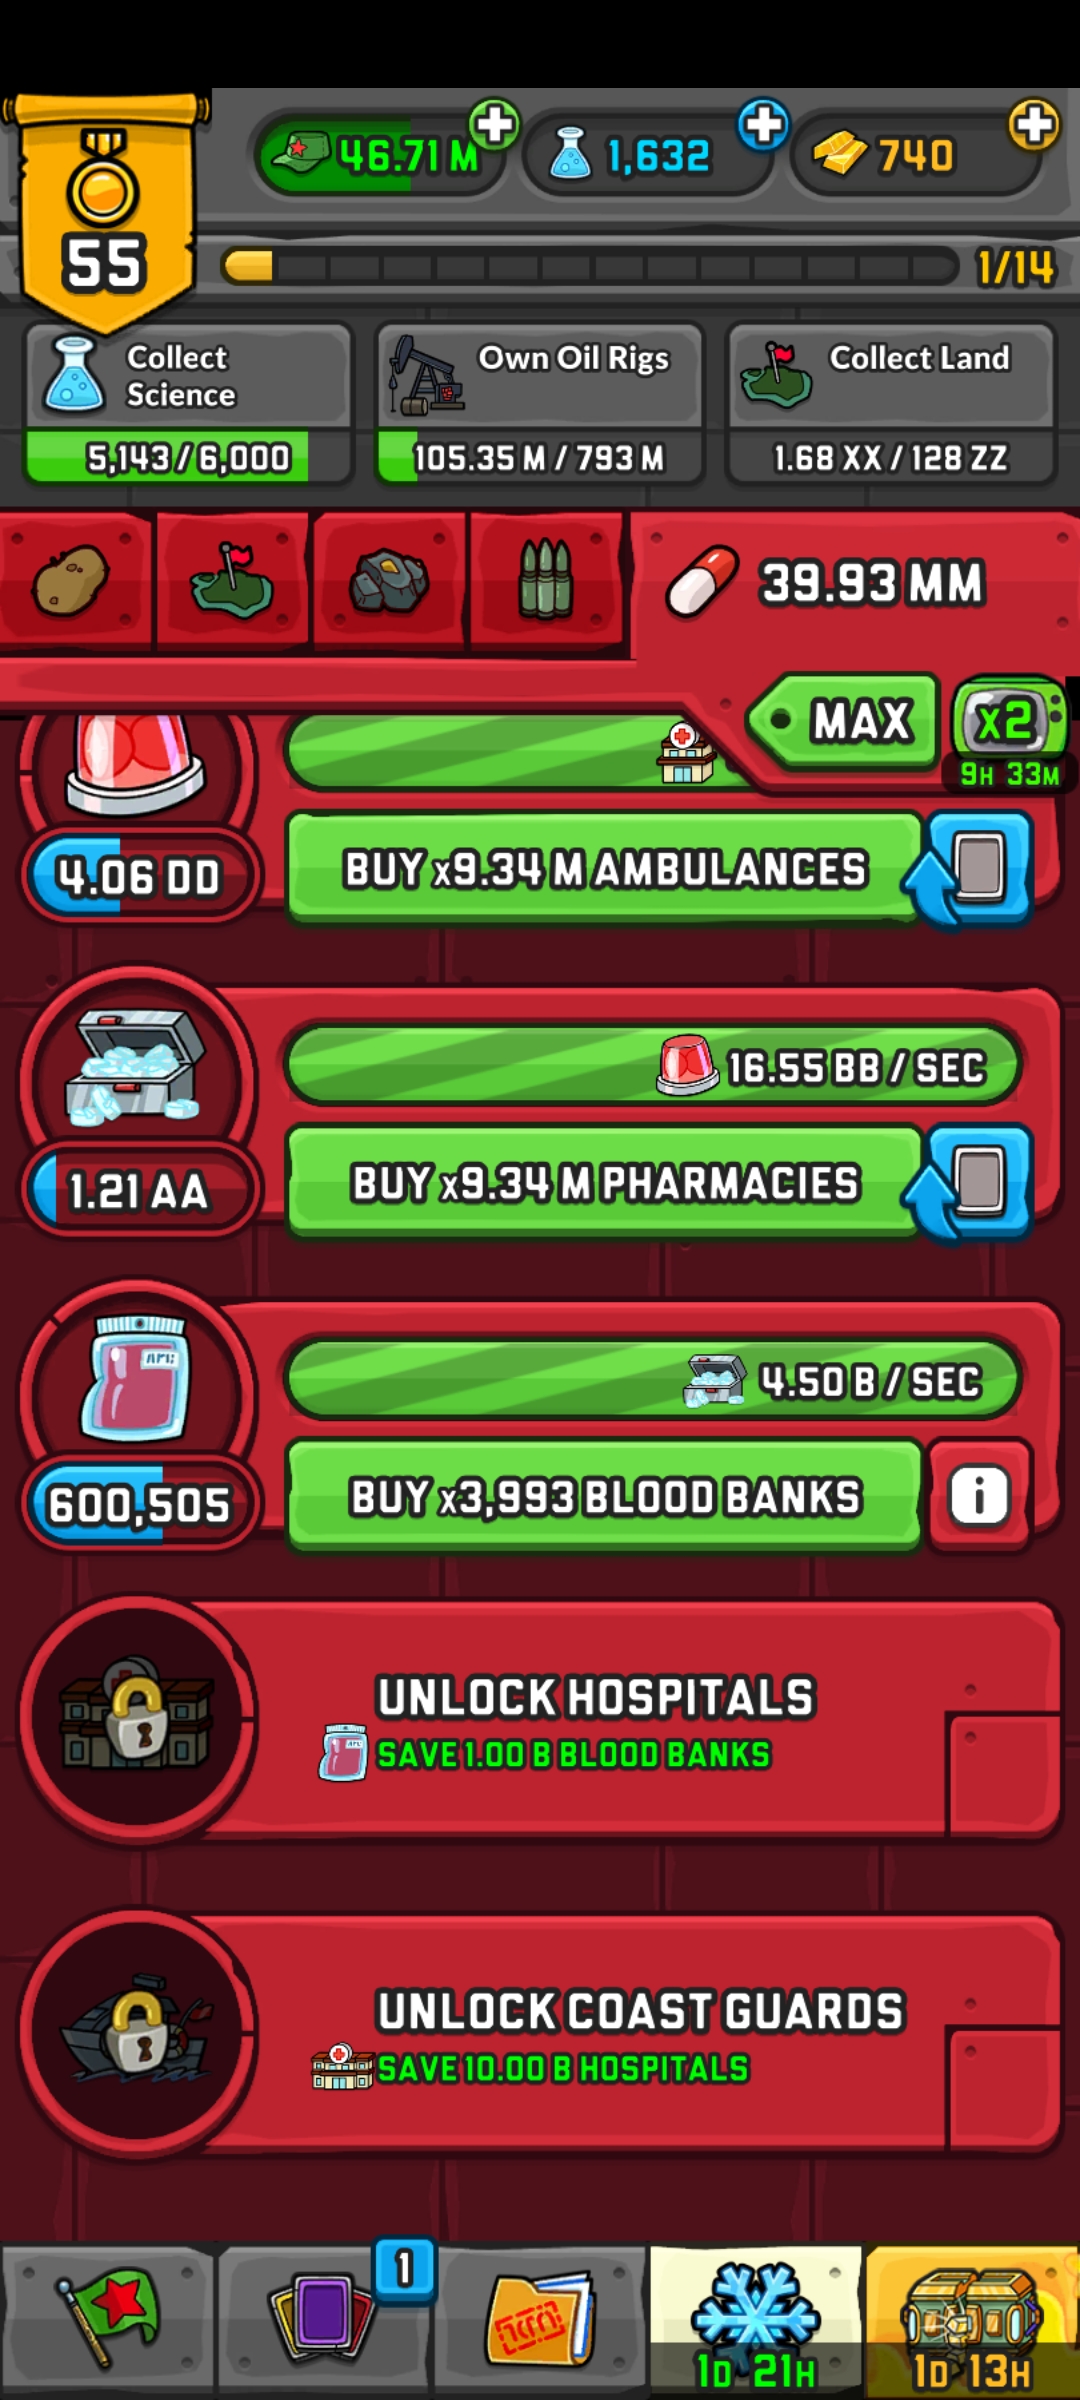 55
46.71 M
1,632
740
1/14
Collect
Science
5,143 / 6,000
Own Oil Rigs
105.35 M / 793 M
Collect Land
1.68 XX / 128 ZZ
39.93 MM
MAX
x2
9H 33M
4.06 DD
BUY x9.34 M AMBULANCES
16.55 BB / SEC
1.21 AA
BUY x9.34 M PHARMACIES
4.50 B / SEC
600,505
BUY x3,993 BLOOD BANKS
i
UNLOCK HOSPITALS
SAVE 1.00 B BLOOD BANKS
UNLOCK COAST GUARDS
SAVE 10.00 B HOSPITALS
1
1D 21H
1D 13H